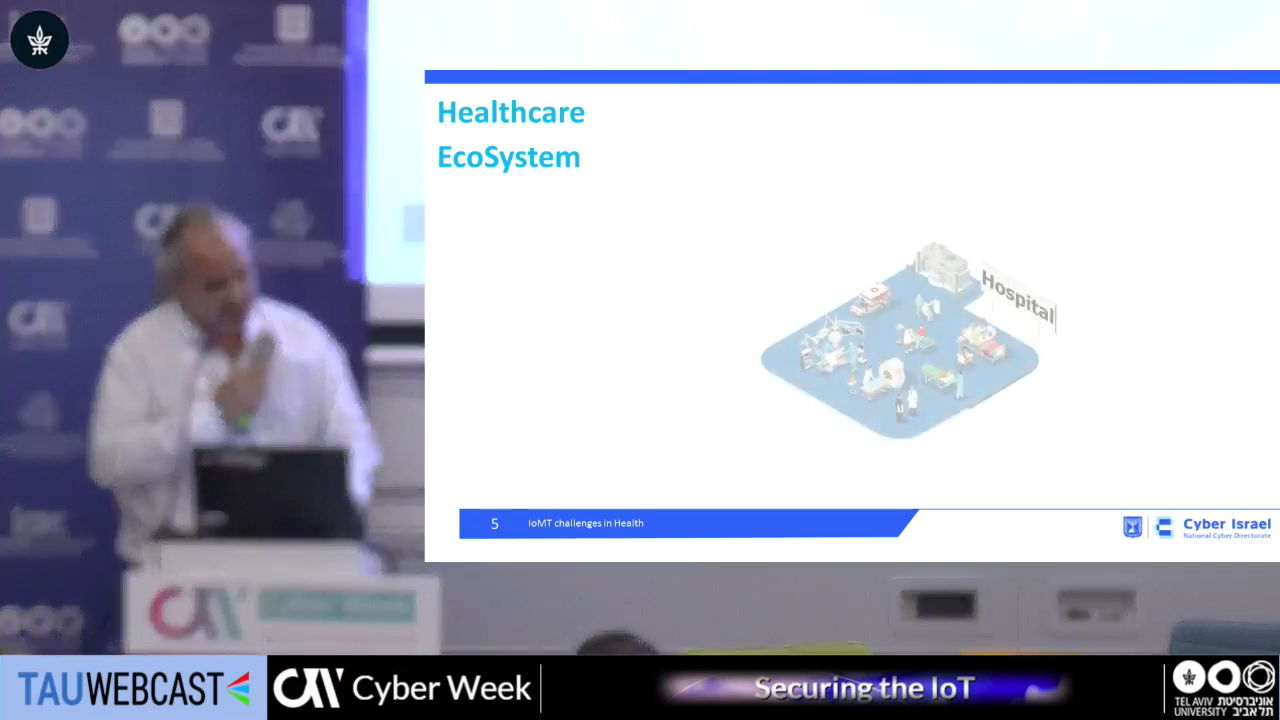 Healthcare
EcoSystem
Hospital
5 IoMT challenges in Health
Cyber Israel
National Cyber Directorate
TAUWEBCAST
Cyber Week
Securing the IoT
TEL AVIV UNIVERSITY
אוניברסיטת תל אביב